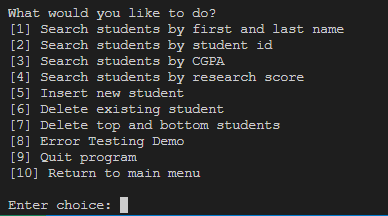 What would you like to do?
[1] Search students by first and last name
[2] Search students by student id
[3] Search students by CGPA
[4] Search students by research score
[5] Insert new student
[6] Delete existing student
[7] Delete top and bottom students
[8] Error Testing Demo
[9] Quit program
[10] Return to main menu
Enter choice: